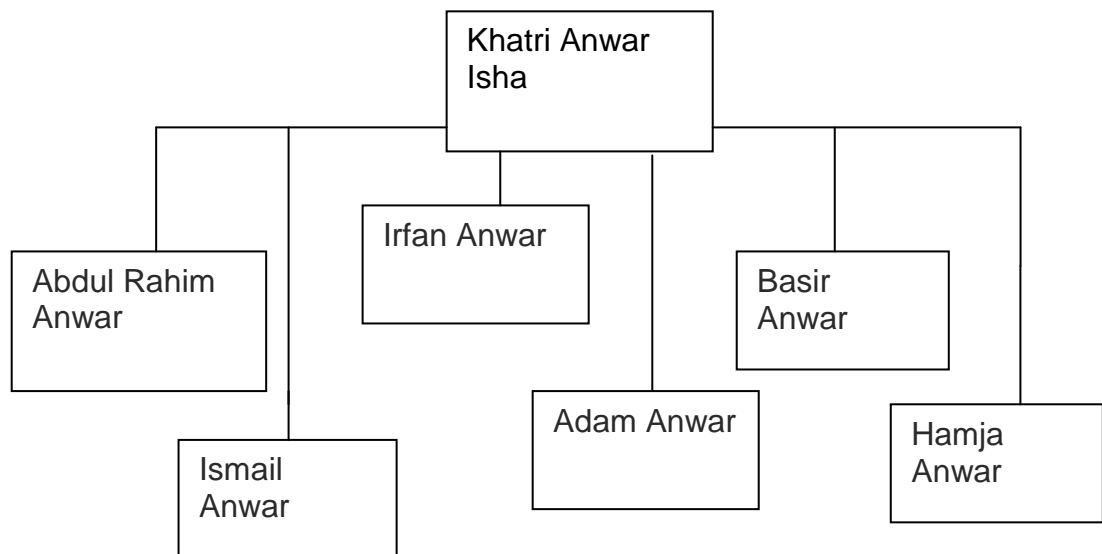 Khatri Anwar
Isha
Irfan Anwar
Abdul Rahim
Anwar
Basir
Anwar
Adam Anwar
Hamja
Anwar
Ismail
Anwar